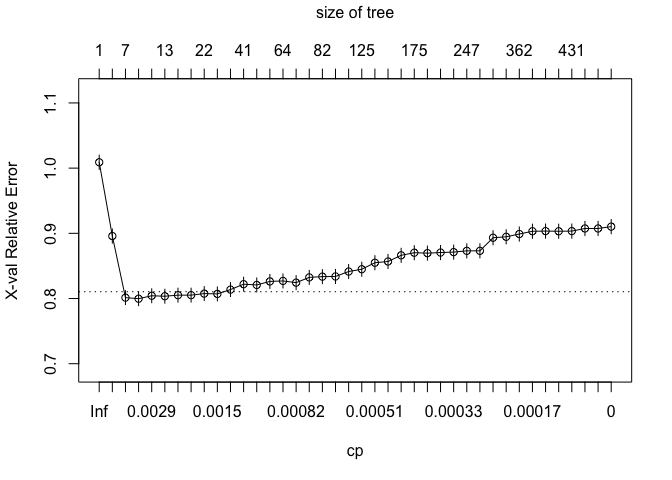 size of tree
1 7 13 22 41 64 82 125 175 247 362 431
X-val Relative Error
1.1
1.0
0.9
0.8
0.7
Inf 0.0029 0.0015 0.00082 0.00051 0.00033 0.00017 0
cp